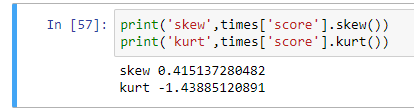 In [57]: print('skew',times['score'].skew())
print('kurt',times['score'].kurt())
skew 0.415137280482
kurt -1.43885120891